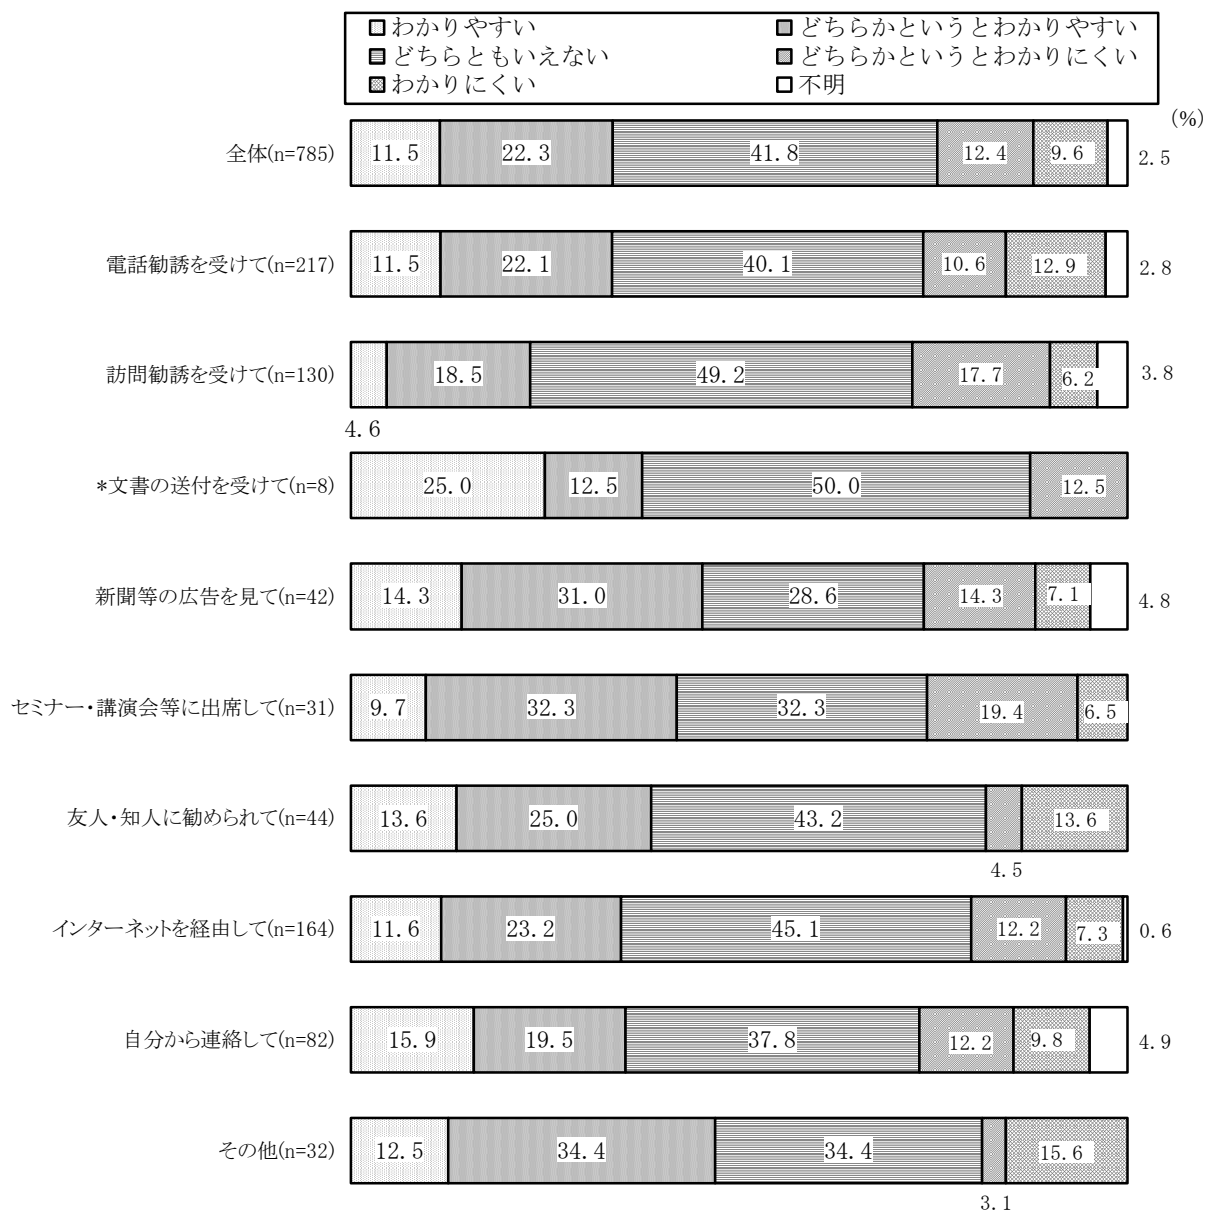 わかりやすい どちらかというとわかりやすい
どちらともいえない どちらかというとわかりにくい
わかりにくい 不明
(%)
全体(n=785) 11.5 22.3 41.8 12.4 9.6 2.5
電話勧誘を受けて(n=217) 11.5 22.1 40.1 10.6 12.9 2.8
訪問勧誘を受けて(n=130) 18.5 49.2 17.7 6.2 3.8
4.6
*文書の送付を受けて(n=8) 25.0 12.5 50.0 12.5
新聞等の広告を見て(n=42) 14.3 31.0 28.6 14.3 7.1 4.8
セミナー・講演会等に出席して(n=31) 9.7 32.3 32.3 19.4 6.5
友人・知人に勧められて(n=44) 13.6 25.0 43.2 13.6
4.5
インターネットを経由して(n=164) 11.6 23.2 45.1 12.2 7.3 0.6
自分から連絡して(n=82) 15.9 19.5 37.8 12.2 9.8 4.9
その他(n=32) 12.5 34.4 34.4 15.6
3.1